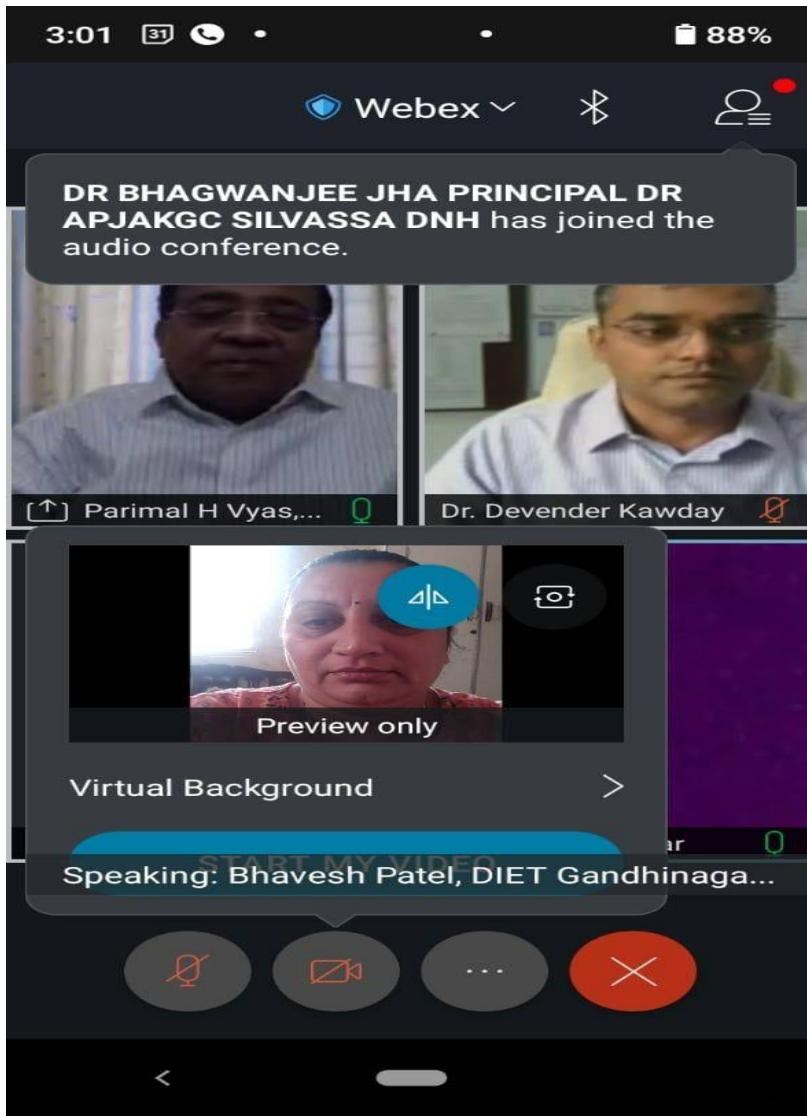 3:01 31 88%
Webex
DR BHAGWANJEE JHA PRINCIPAL DR
APJAKGC SILVASSA DNH has joined the
audio conference.
Parimal H Vyas,... Dr. Devender Kawday
Preview only
Virtual Background
ar
START MY VIDEO
Speaking: Bhavesh Patel, DIET Gandhinaga...